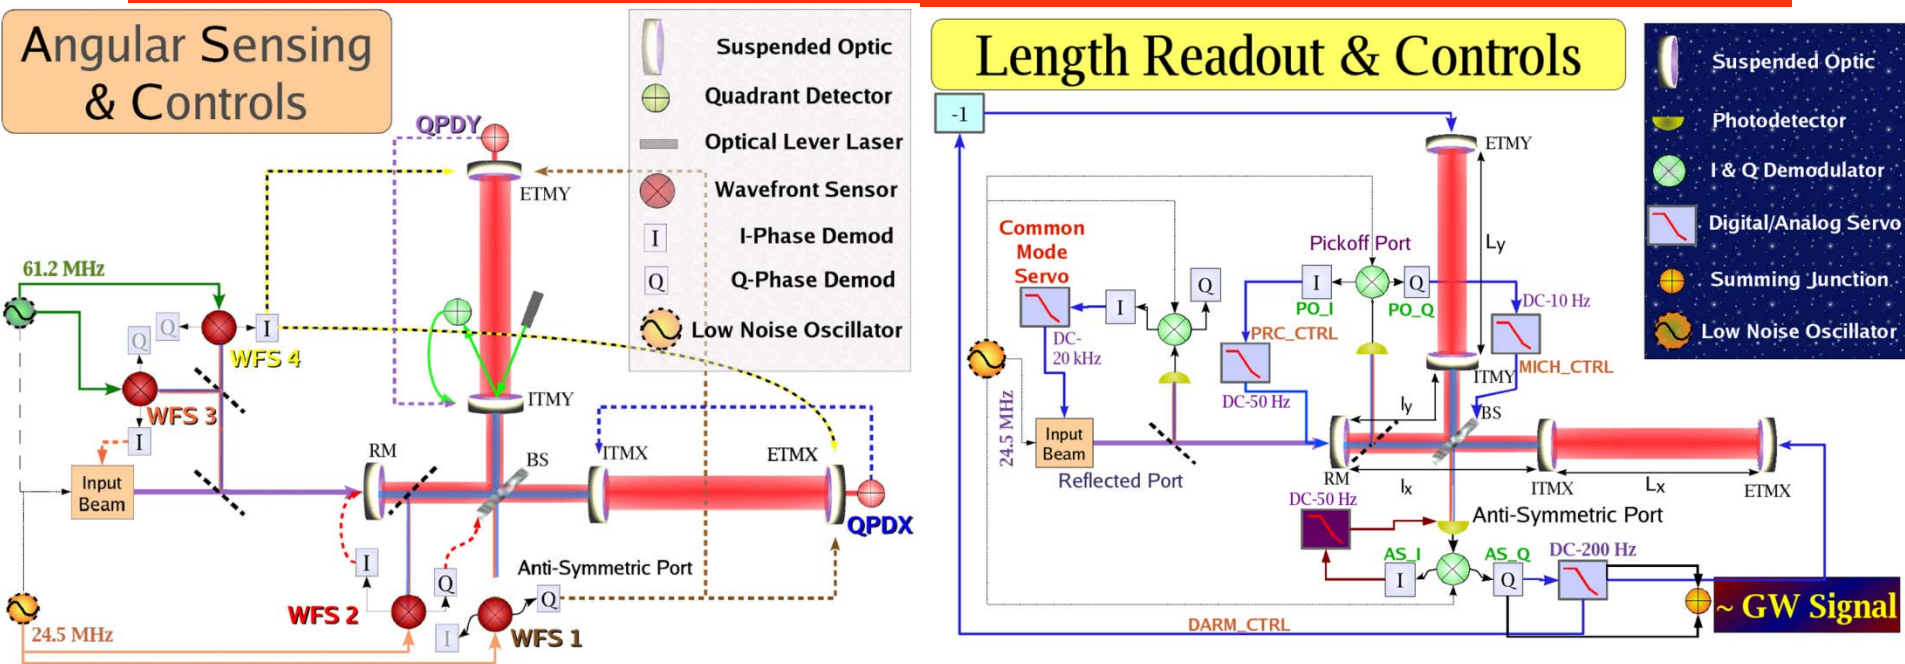 Angular Sensing
& Controls
Suspended Optic
Quadrant Detector
Optical Lever Laser
Wavefront Sensor
I
I-Phase Demod
Q
Q-Phase Demod
Low Noise Oscillator
QPDY
ETMY
61.2 MHz
Q
I
WFS 4
Q
WFS 3
I
ITMY
Input
Beam
RM
BS
ITMX
ETMX
QPDX
Anti-Symmetric Port
I
Q
Q
WFS 2
I
WFS 1
24.5 MHz
Length Readout & Controls
Suspended Optic
Photodetector
I & Q Demodulator
Digital/Analog Servo
Summing Junction
Low Noise Oscillator
-1
ETMY
Common
Mode
Servo
Pickoff Port
Ly
I
Q
I
Q
PO_I
PO_Q
DC-10 Hz
PRC_CTRL
DC-
20 kHz
MICH_CTRL
ITMY
DC-50 Hz
ly
BS
24.5 MHz
Input
Beam
Reflected Port
RM
lx
ITMX
Lx
ETMX
DC-50 Hz
Anti-Symmetric Port
AS_I
AS_Q
DC-200 Hz
I
Q
~ GW Signal
DARM_CTRL